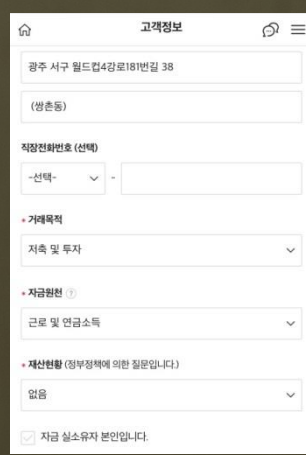 고객정보
광주 서구 월드컵4강로181번길 38
(쌍촌동)
직장전화번호 (선택)
-선택- -
* 거래목적
저축 및 투자
* 자금원천 ?
근로 및 연금소득
* 재산현황 (정부정책에 의한 질문입니다.)
없음
자금 실소유자 본인입니다.